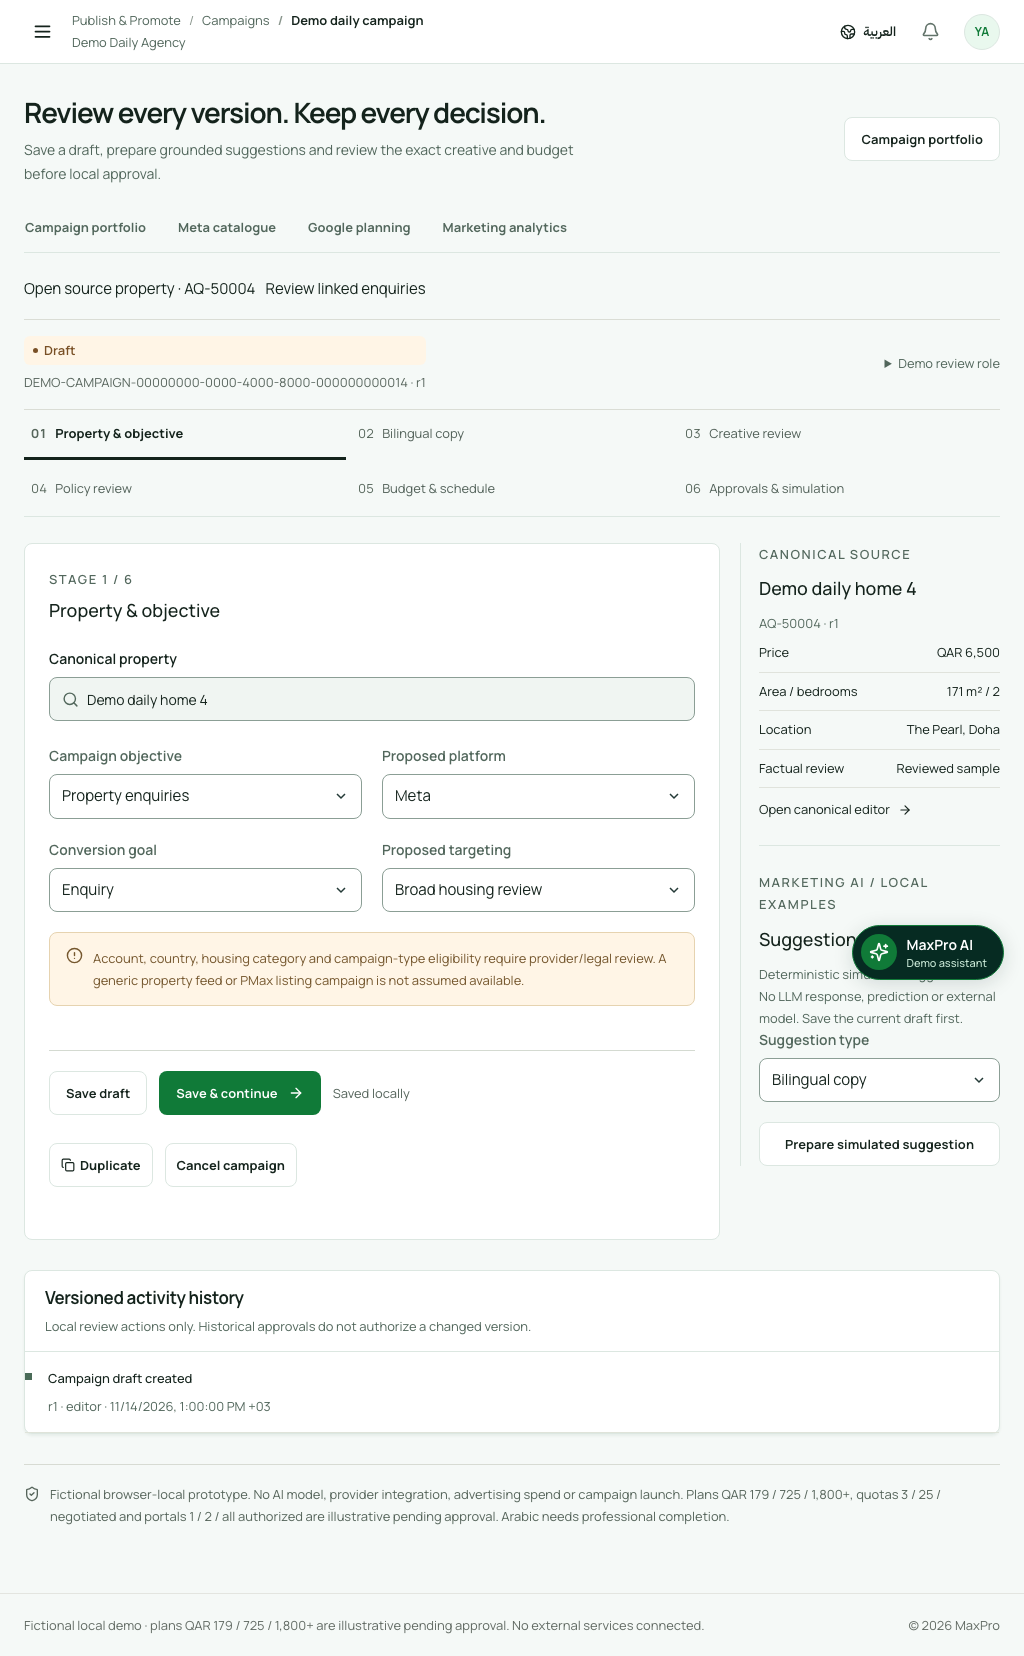 Publish & Promote / Campaigns / Demo daily campaign
Demo Daily Agency
العربية
YA
Review every version. Keep every decision.
Save a draft, prepare grounded suggestions and review the exact creative and budget
before local approval.
Campaign portfolio
Campaign portfolio
Meta catalogue
Google planning
Marketing analytics
Open source property · AQ-50004 Review linked enquiries
Draft
DEMO-CAMPAIGN-00000000-0000-4000-8000-000000000014 · r1
Demo review role
01 Property & objective
02 Bilingual copy
03 Creative review
04 Policy review
05 Budget & schedule
06 Approvals & simulation
STAGE 1 / 6
Property & objective
Canonical property
Demo daily home 4
Campaign objective
Proposed platform
Property enquiries
Meta
Conversion goal
Proposed targeting
Enquiry
Broad housing review
Account, country, housing category and campaign-type eligibility require provider/legal review. A
generic property feed or PMax listing campaign is not assumed available.
Save draft
Save & continue
Saved locally
Duplicate
Cancel campaign
CANONICAL SOURCE
Demo daily home 4
AQ-50004 · r1
Price QAR 6,500
Area / bedrooms 171 m² / 2
Location The Pearl, Doha
Factual review Reviewed sample
Open canonical editor
MARKETING AI / LOCAL
EXAMPLES
Suggestion
MaxPro AI
Demo assistant
Deterministic
No LLM response, prediction or external
model. Save the current draft first.
Suggestion type
Bilingual copy
Prepare simulated suggestion
Versioned activity history
Local review actions only. Historical approvals do not authorize a changed version.
Campaign draft created
r1 · editor · 11/14/2026, 1:00:00 PM +03
Fictional browser-local prototype. No AI model, provider integration, advertising spend or campaign launch. Plans QAR 179 / 725 / 1,800+, quotas 3 / 25 /
negotiated and portals 1 / 2 / all authorized are illustrative pending approval. Arabic needs professional completion.
Fictional local demo · plans QAR 179 / 725 / 1,800+ are illustrative pending approval. No external services connected.
© 2026 MaxPro